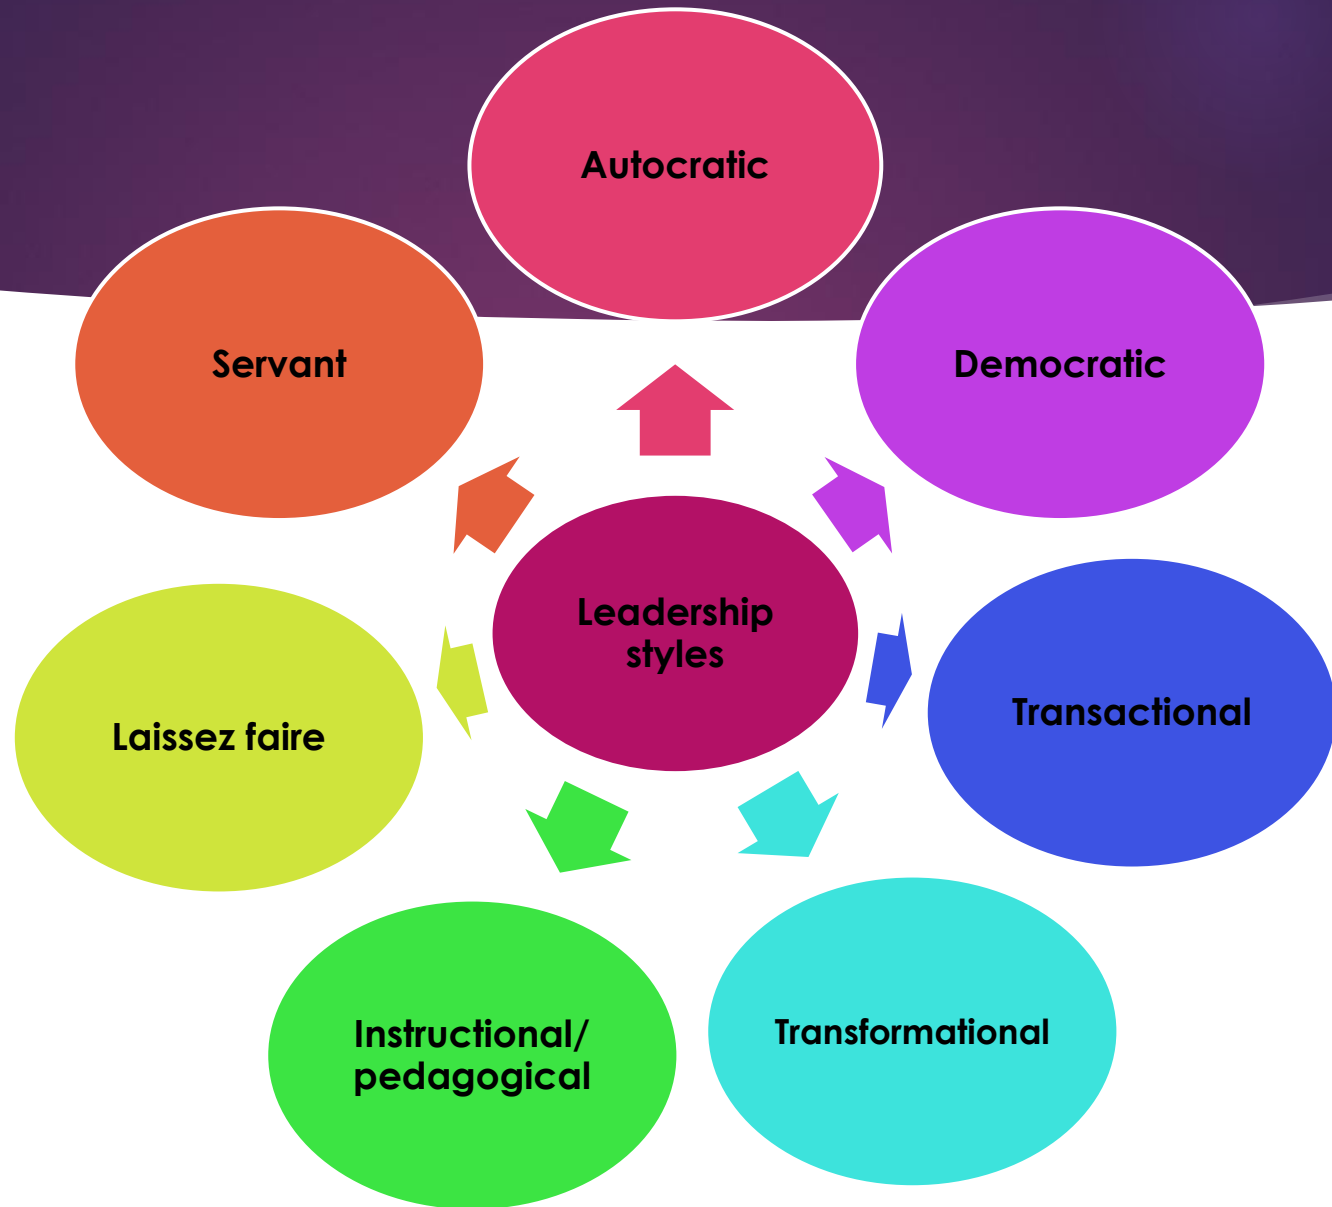 Autocratic
Democratic
Transactional
Transformational
Instructional/
pedagogical
Laissez faire
Servant
Leadership
styles